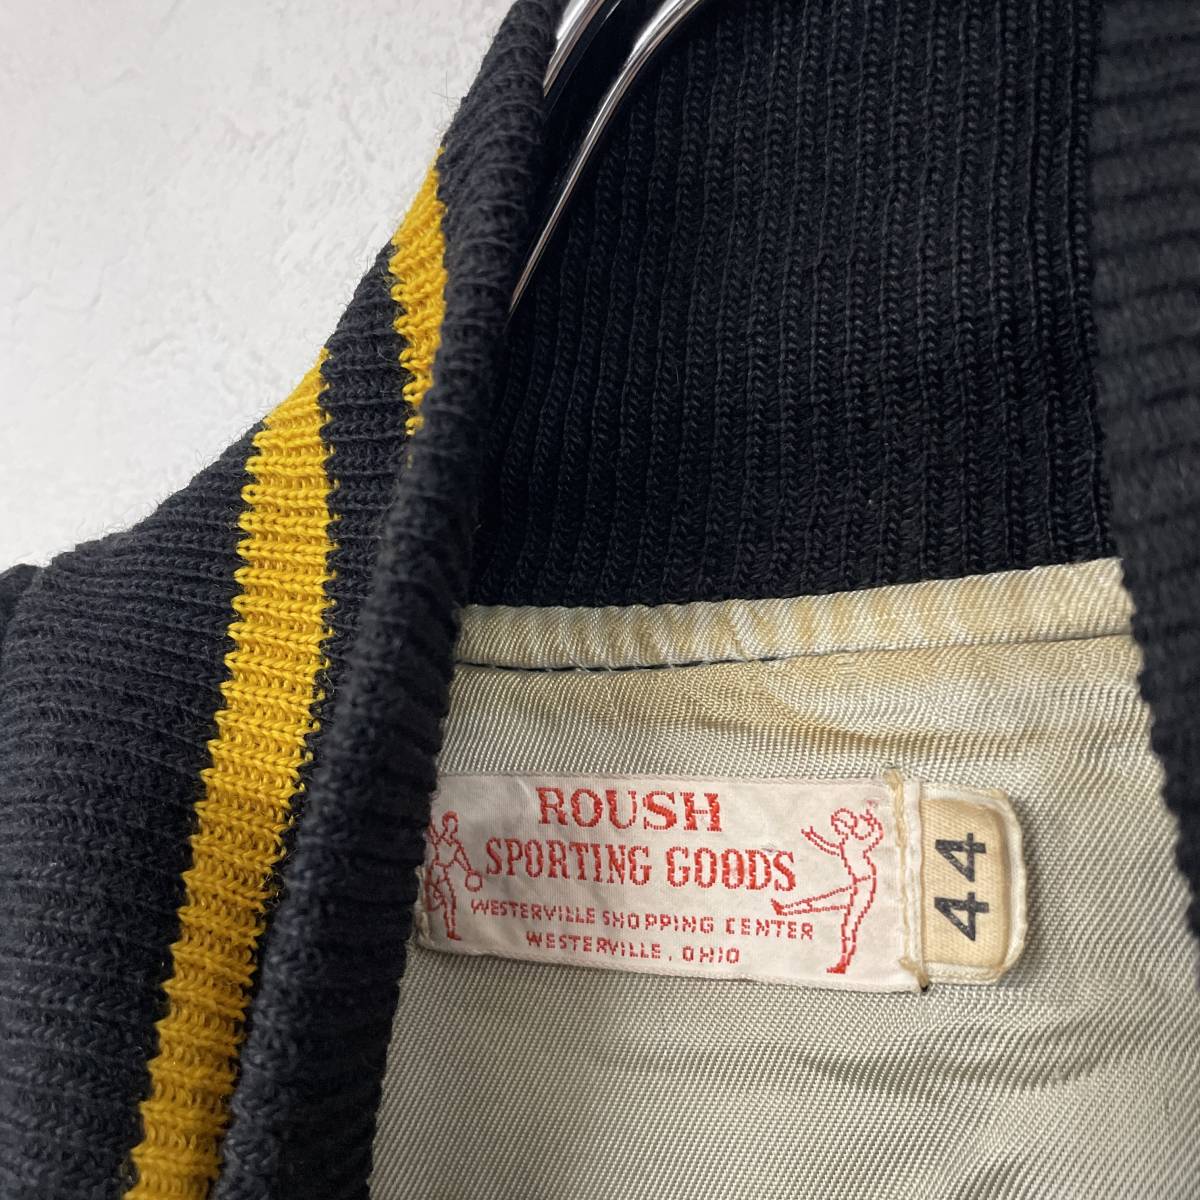 ROUSH
SPORTING GOODS
WESTERVILLE SHOPPING CENTER
WESTERVILLE, OHIO
44